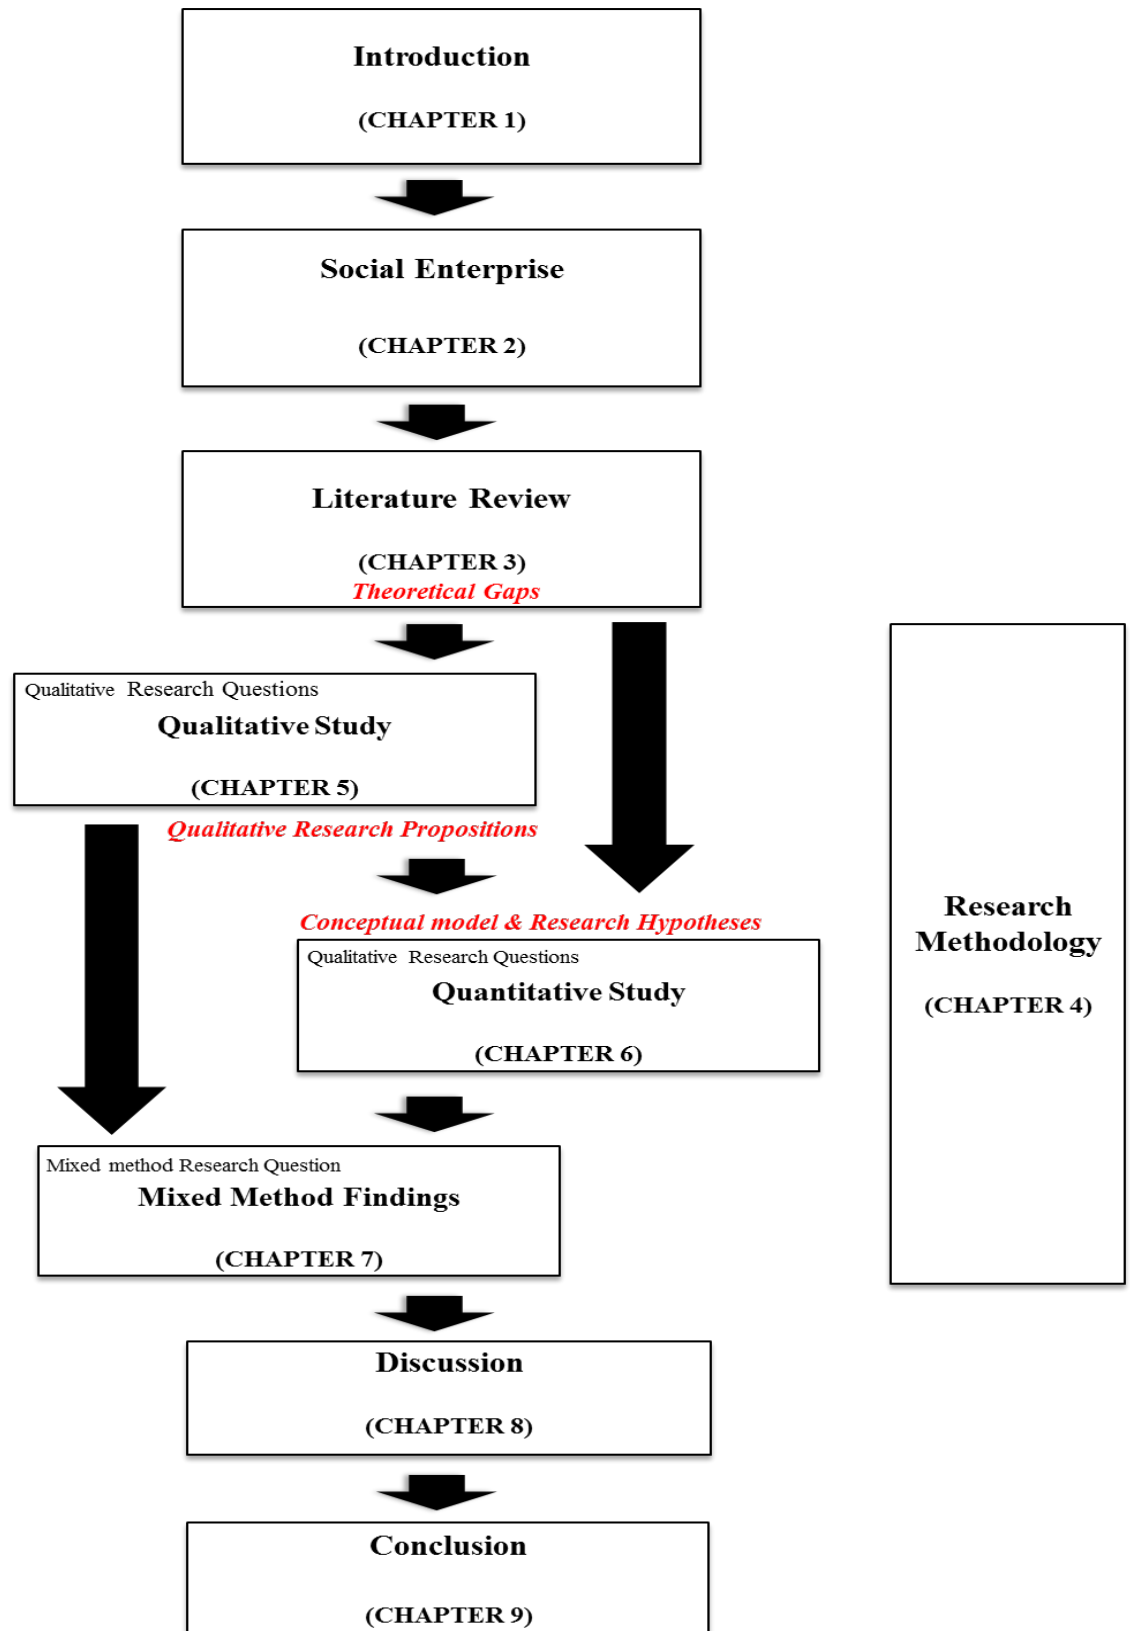 Introduction
(CHAPTER 1)
Social Enterprise
(CHAPTER 2)
Literature Review
(CHAPTER 3)
Theoretical Gaps
Qualitative Research Questions
Qualitative Study
(CHAPTER 5)
Qualitative Research Propositions
Conceptual model & Research Hypotheses
Qualitative Research Questions
Quantitative Study
(CHAPTER 6)
Research
Methodology
(CHAPTER 4)
Mixed method Research Question
Mixed Method Findings
(CHAPTER 7)
Discussion
(CHAPTER 8)
Conclusion
(CHAPTER 9)